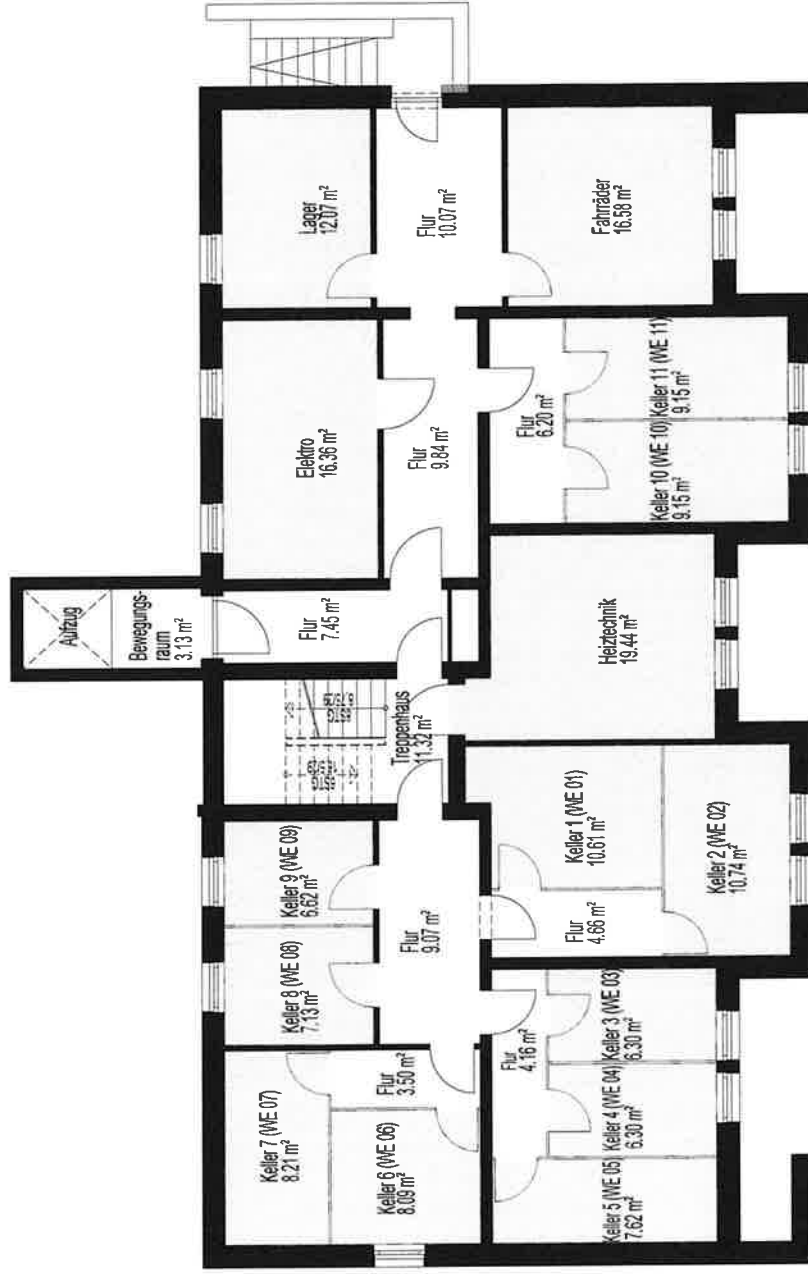 Aufzug
Bewegungs-
raum
3.13 m²
Lager
12.07 m²
Flur
10.07 m²
Fahrräder
16.58 m²
Elektro
16.36 m²
Flur
9.84 m²
Flur
6.20 m²
Keller 11 (WE 11)
9.15 m²
Keller 10 (WE 10)
9.15 m²
Flur
7.45 m²
Heiztechnik
19.44 m²
Treppenhaus
11.32 m²
Keller 1 (WE 01)
10.61 m²
Keller 2 (WE 02)
10.74 m²
Flur
4.66 m²
Keller 9 (WE 09)
6.62 m²
Keller 8 (WE 08)
7.13 m²
Flur
9.07 m²
Keller 7 (WE 07)
8.21 m²
Flur
3.50 m²
Keller 6 (WE 06)
8.09 m²
Flur
4.16 m²
Keller 3 (WE 03)
6.30 m²
Keller 4 (WE 04)
6.30 m²
Keller 5 (WE 05)
7.62 m²